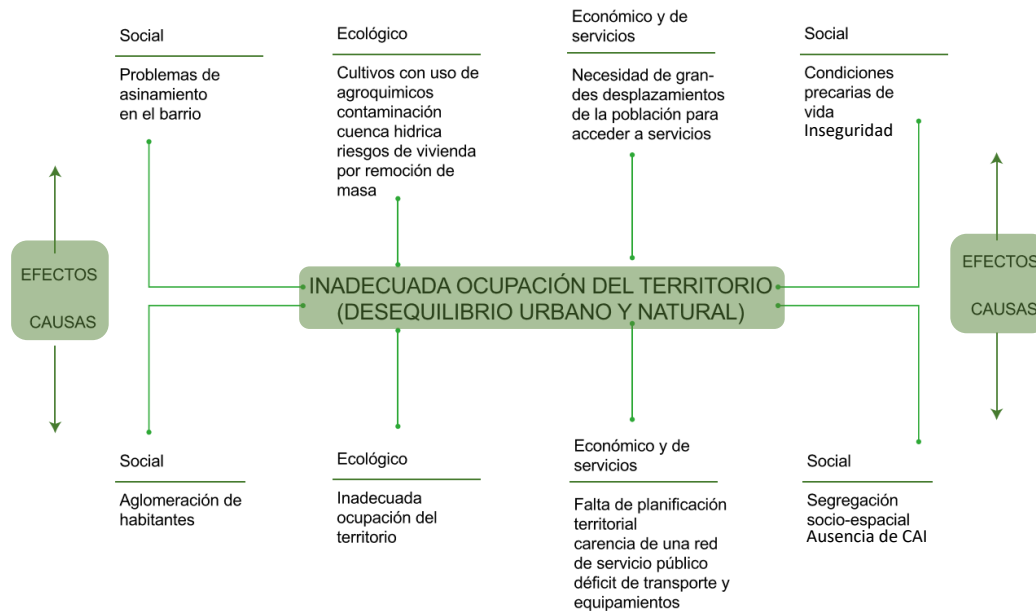 Social
Problemas de
asinamiento
en el barrio
Ecológico
Cultivos con uso de
agroquimicos
contaminación
cuenca hidrica
riesgos de vivienda
por remoción de
masa
Económico y de
servicios
Necesidad de gran-
des desplazamientos
de la población para
acceder a servicios
Social
Condiciones
precarias de
vida
Inseguridad
EFECTOS
CAUSAS
INADECUADA OCUPACIÓN DEL TERRITORIO
(DESEQUILIBRIO URBANO Y NATURAL)
EFECTOS
CAUSAS
Social
Aglomeración de
habitantes
Ecológico
Inadecuada
ocupación del
territorio
Económico y de
servicios
Falta de planificación
territorial
carencia de una red
de servicio público
déficit de transporte y
equipamientos
Social
Segregación
socio-espacial
Ausencia de CAI